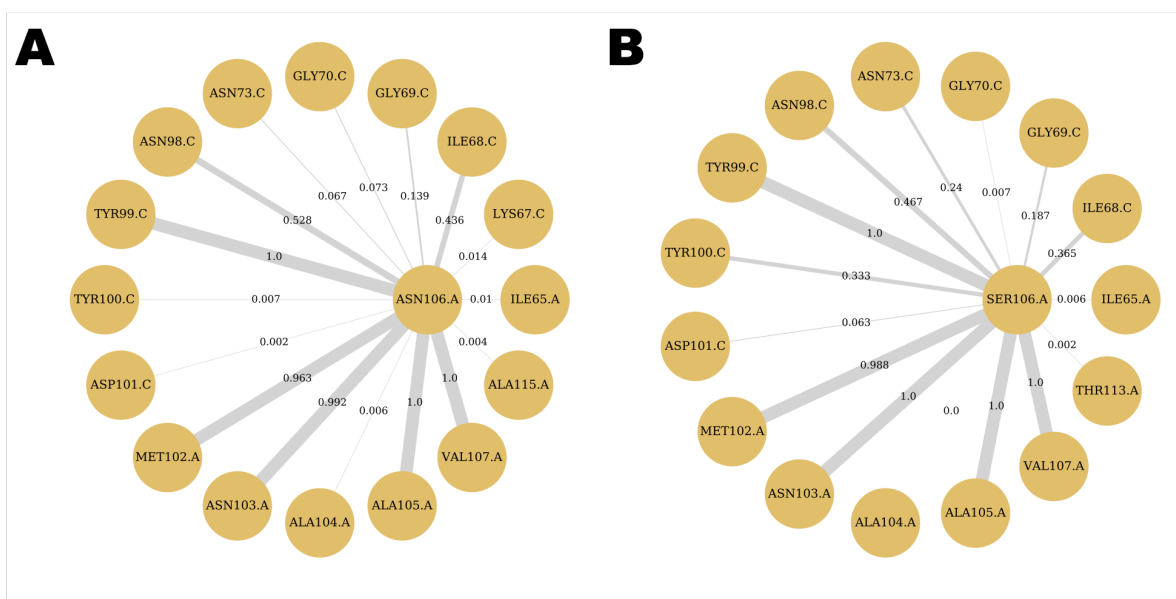 A
GLY70.C
ASN73.C
GLY69.C
ASN98.C
ILE68.C
TYR99.C
LYS67.C
TYR100.C
ASN106.A
ILE65.A
ASP101.C
ALA115.A
MET102.A
VAL107.A
ASN103.A
ALA105.A
ALA104.A
0.067
0.073
0.139
0.528
0.436
1.0
0.014
0.007
0.01
0.002
0.004
0.963
1.0
0.992
0.006
1.0
B
ASN73.C
GLY70.C
ASN98.C
GLY69.C
TYR99.C
ILE68.C
TYR100.C
SER106.A
ILE65.A
ASP101.C
THR113.A
MET102.A
VAL107.A
ASN103.A
ALA105.A
ALA104.A
0.24
0.007
0.467
0.187
1.0
0.365
0.333
0.006
0.063
0.002
0.988
1.0
1.0
0.0
1.0